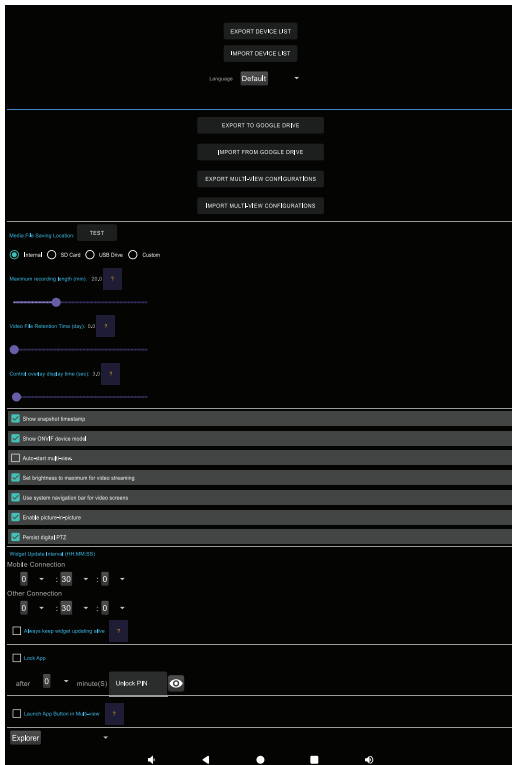 EXPORT DEVICE LIST
IMPORT DEVICE LIST
Language Default
EXPORT TO GOOGLE DRIVE
IMPORT FROM GOOGLE DRIVE
EXPORT MULTI-VIEW CONFIGURATIONS
IMPORT MULTI-VIEW CONFIGURATIONS
Media File Saving Location: TEST
Internal SD Card USB Drive Custom
Maximum recording length (min): 20.0 ?
Video File Retention Time (day): 0.0 ?
Control overlay display time (sec): 3.0 ?
Show snapshot timestamp
Show ONVIF device model
Auto-start multi-view
Set brightness to maximum for video streaming
Use system navigation bar for video screens
Enable picture-in-picture
Persist digital PTZ
Widget Update Interval (HH:MM:SS)
Mobile Connection
0 : 30 : 0
Other Connection
0 : 30 : 0
Always keep widget updating alive ?
Lock App
after 0 minute(S) Unlock PIN
Launch App Button in Multi-view ?
Explorer